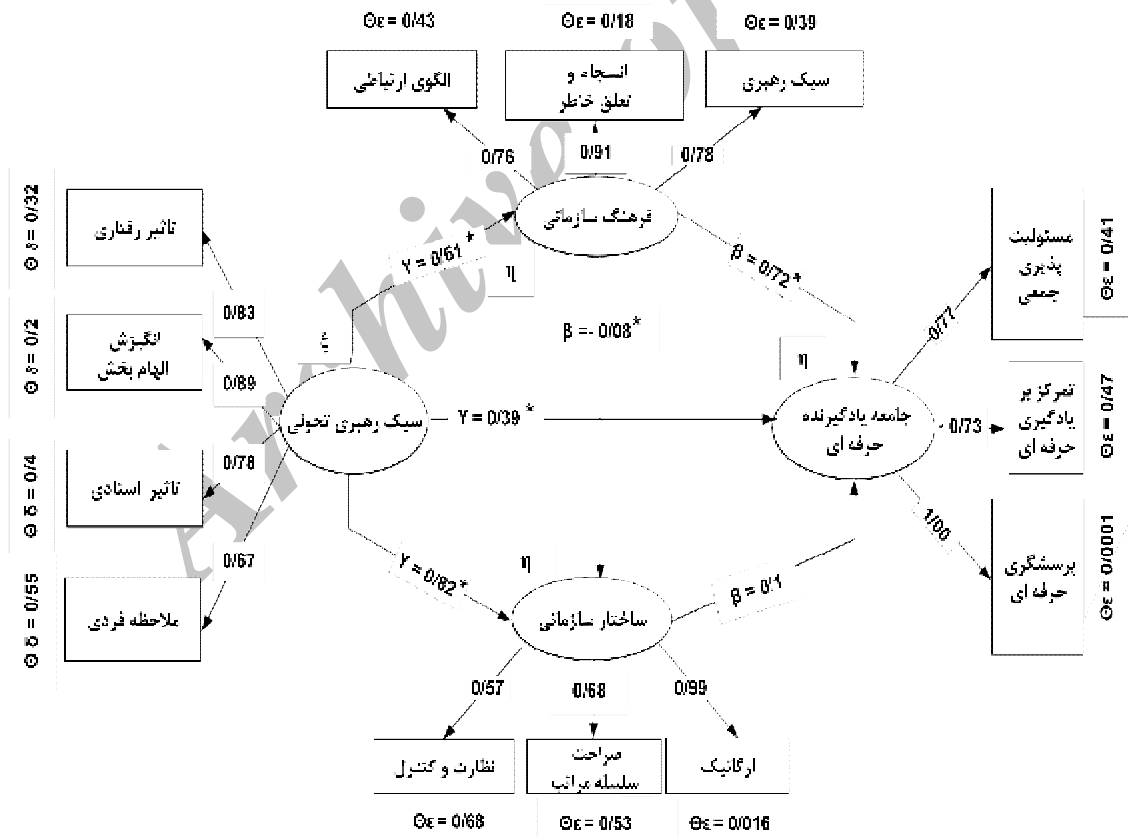 Θε = 0/43
Θε = 0/18
Θε = 0/39
الگوی ارتباطی
انسجام و
تعلق خاطر
سبک رهبری
0/76
0/91
0/78
فرهنگ سازمانی
Θ δ = 0/32
تاثیر رفتاری
0/83
Υ = 0/61 *
η
β = 0/72 *
مسئولیت
پذیری
جمعی
Θε = 0/41
0/77
Θ δ = 0/2
انگیزش
الهام بخش
0/89
ξ
β =- 0/08 *
η
سبک رهبری تحولی
Υ = 0/39 *
جامعه یادگیرنده
حرفه ای
0/73
تمرکز بر
یادگیری
حرفه ای
Θε = 0/47
Θ δ = 0/4
تاثیر اسنادی
0/78
Υ = 0/82 *
η
β = 0/1
1/00
پرسشگری
حرفه ای
Θε = 0/0001
0/67
Θ δ = 0/55
ملاحظه فردی
ساختار سازمانی
0/57
0/68
0/99
نظارت و کنترل
صراحت
سلسله مراتب
ارگانیک
Θε = 0/68
Θε = 0/53
Θε = 0/016